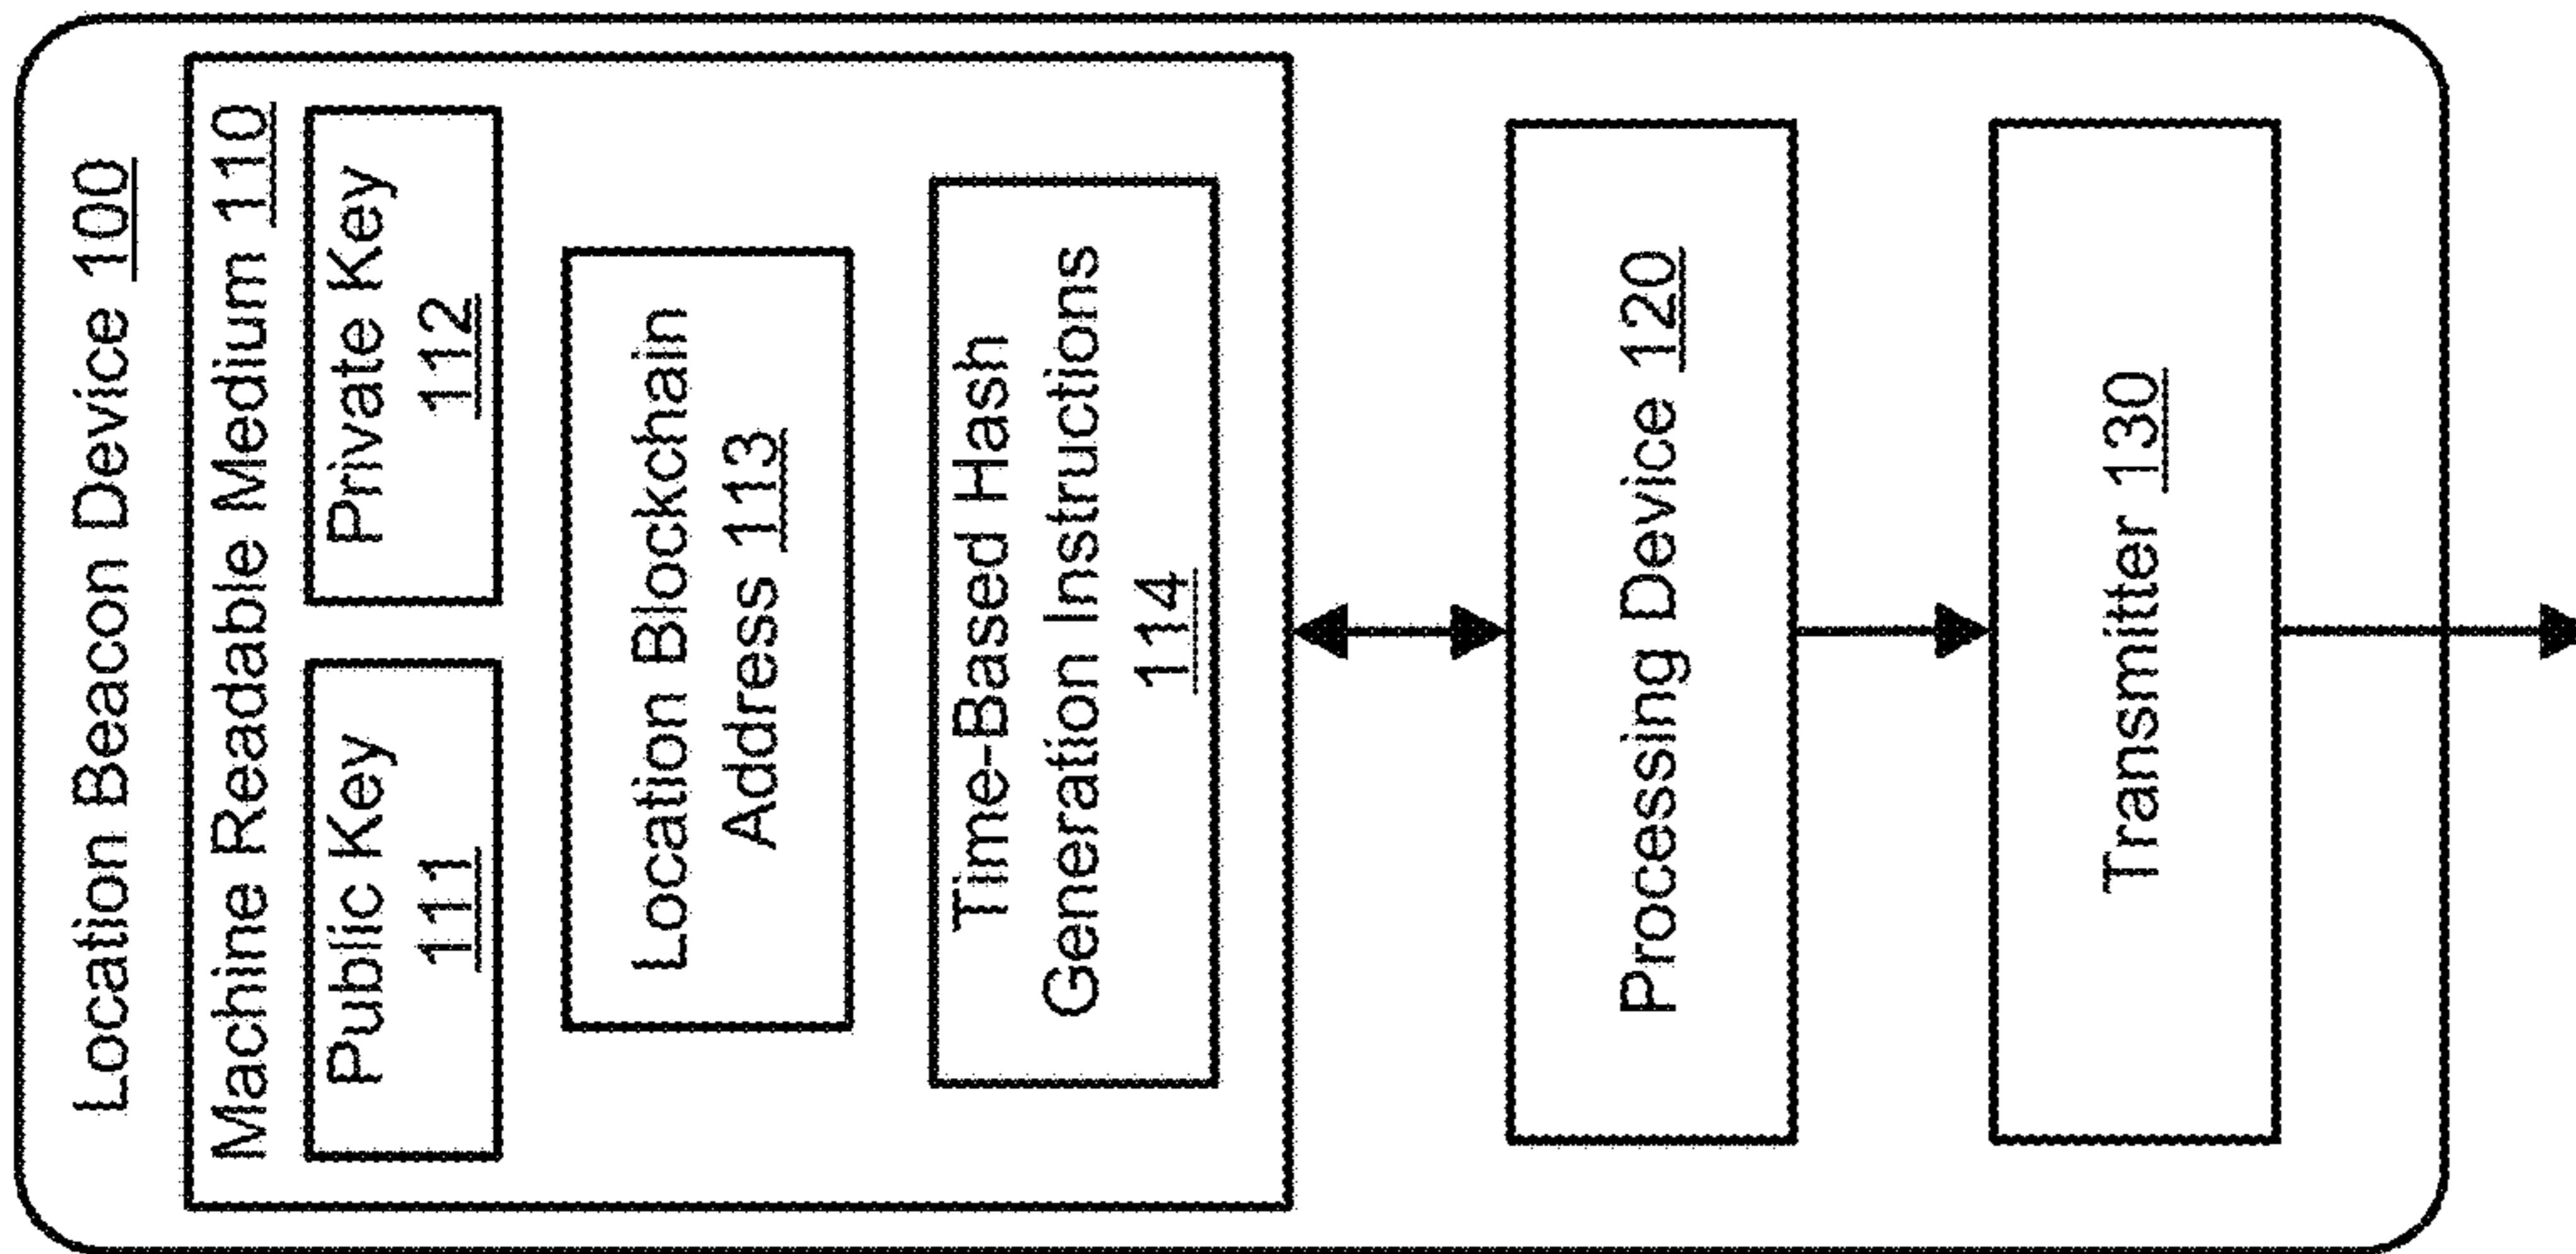 Location Beacon Device 100
Machine Readable Medium 110
Public Key
111
Private Key
112
Location Blockchain
Address 113
Time-Based Hash
Generation Instructions
114
Processing Device 120
Transmitter 130